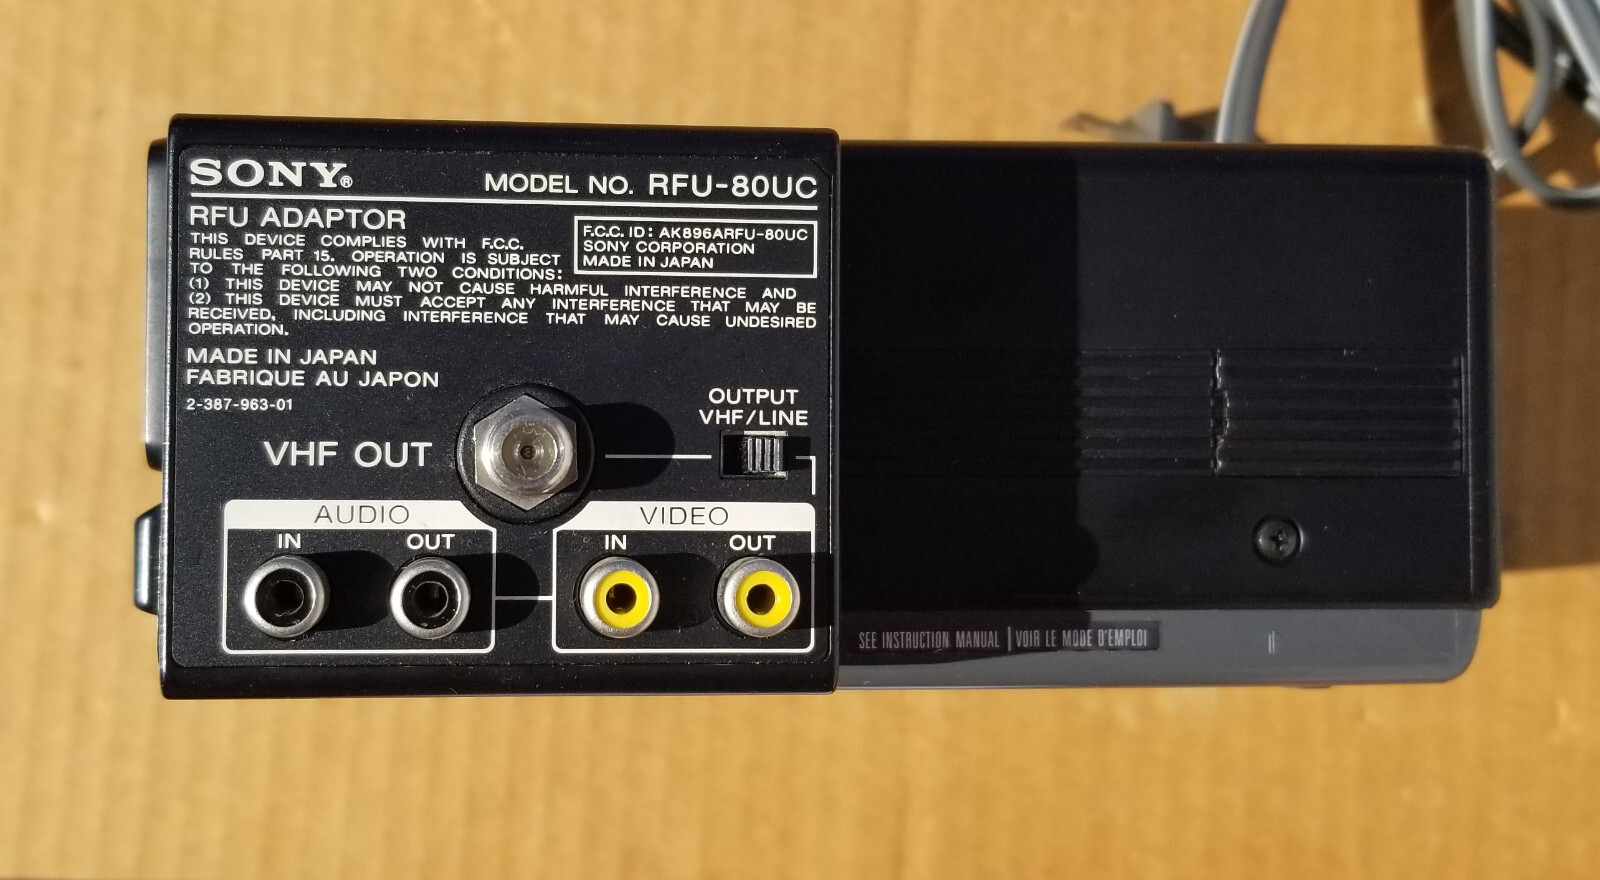 SONY®
MODEL NO. RFU-80UC
RFU ADAPTOR
F.C.C. ID: AK896ARFU-80UC
SONY CORPORATION
MADE IN JAPAN
THIS DEVICE COMPLIES WITH F.C.C.
RULES PART 15. OPERATION IS SUBJECT
TO THE FOLLOWING TWO CONDITIONS:
(1) THIS DEVICE MAY NOT CAUSE HARMFUL INTERFERENCE AND
(2) THIS DEVICE MUST ACCEPT ANY INTERFERENCE THAT MAY BE
RECEIVED, INCLUDING INTERFERENCE THAT MAY CAUSE UNDESIRED
OPERATION.
MADE IN JAPAN
FABRIQUE AU JAPON
2-387-963-01
OUTPUT
VHF/LINE
VHF OUT
AUDIO
IN OUT
VIDEO
IN OUT
SEE INSTRUCTION MANUAL | VOIR LE MODE D'EMPLOI